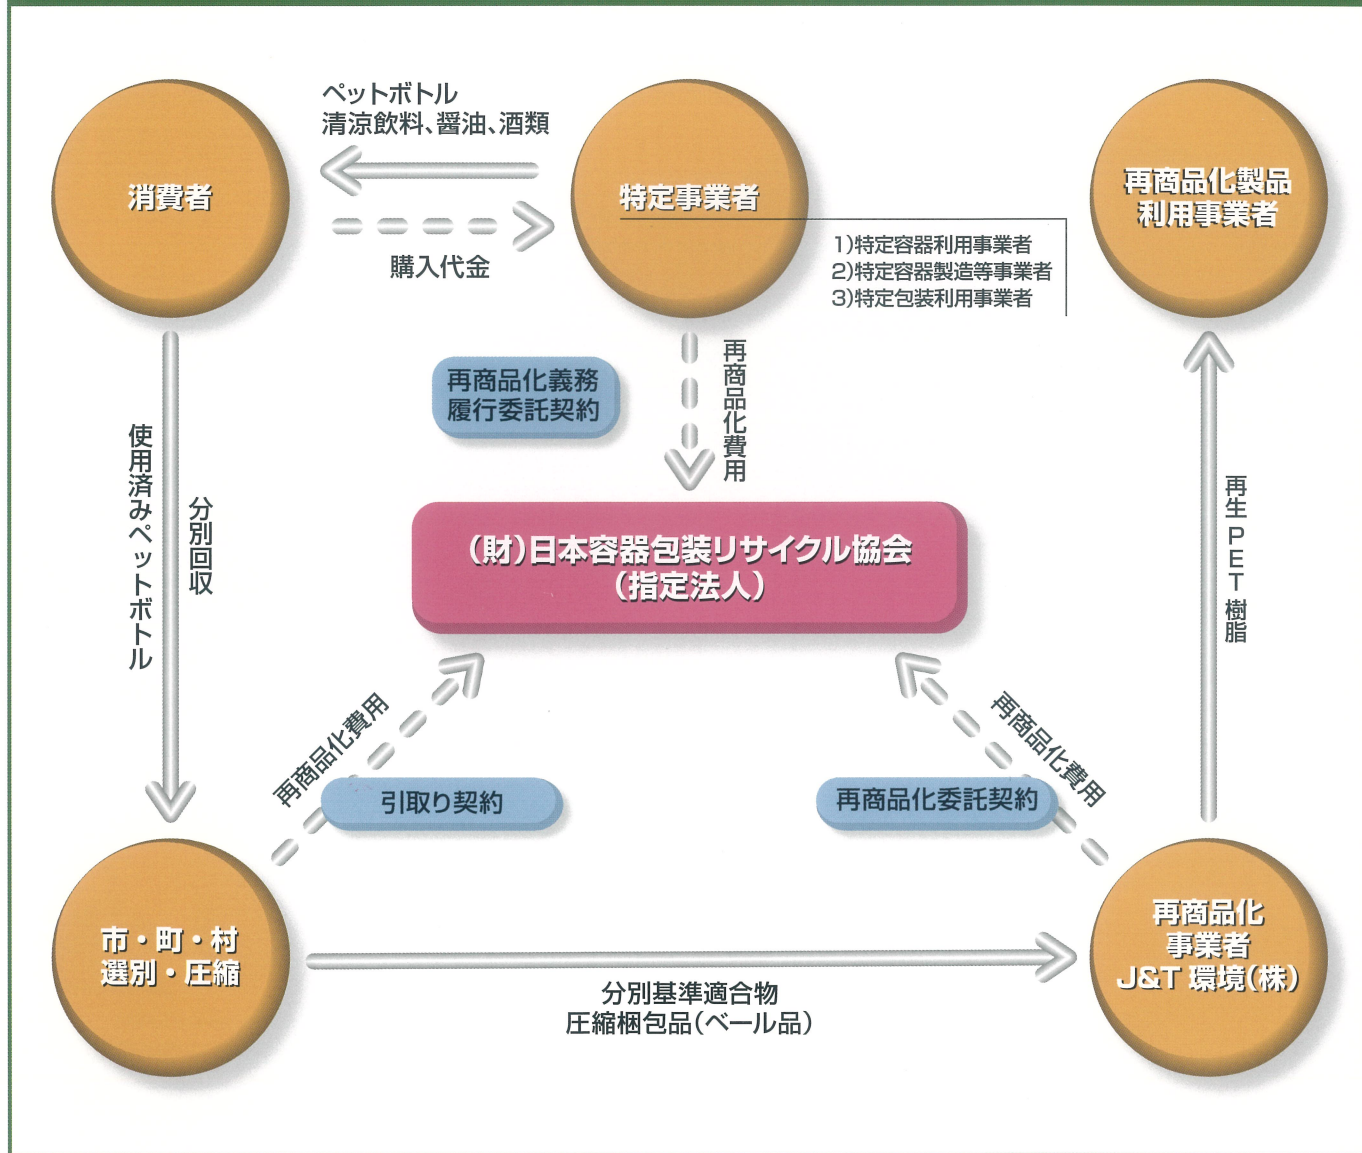 ペットボトル
清涼飲料、醤油、酒類
消費者
特定事業者
再商品化製品
利用事業者
購入代金
1)特定容器利用事業者
2)特定容器製造等事業者
3)特定包装利用事業者
再商品化義務
履行委託契約
再商品化費用
使用済みペットボトル
分別回収
(財)日本容器包装リサイクル協会
(指定法人)
再生PET樹脂
再商品化費用
引取り契約
再商品化費用
再商品化委託契約
市・町・村
選別・圧縮
再商品化
事業者
J&T 環境(株)
分別基準適合物
圧縮梱包品(ベール品)